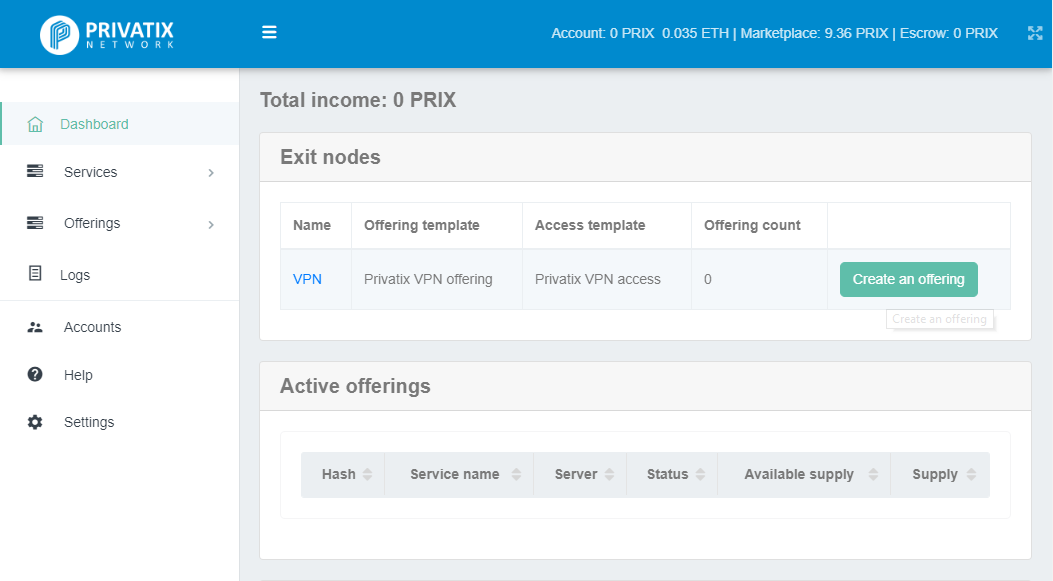 PRIVATIX
NETWORK
Account: 0 PRIX 0.035 ETH | Marketplace: 9.36 PRIX | Escrow: 0 PRIX
Dashboard
Services
Offerings
Logs
Accounts
Help
Settings
Total income: 0 PRIX
Exit nodes
Name Offering template Access template Offering count
VPN Privatix VPN offering Privatix VPN access 0 Create an offering
Create an offering
Active offerings
Hash Service name Server Status Available supply Supply